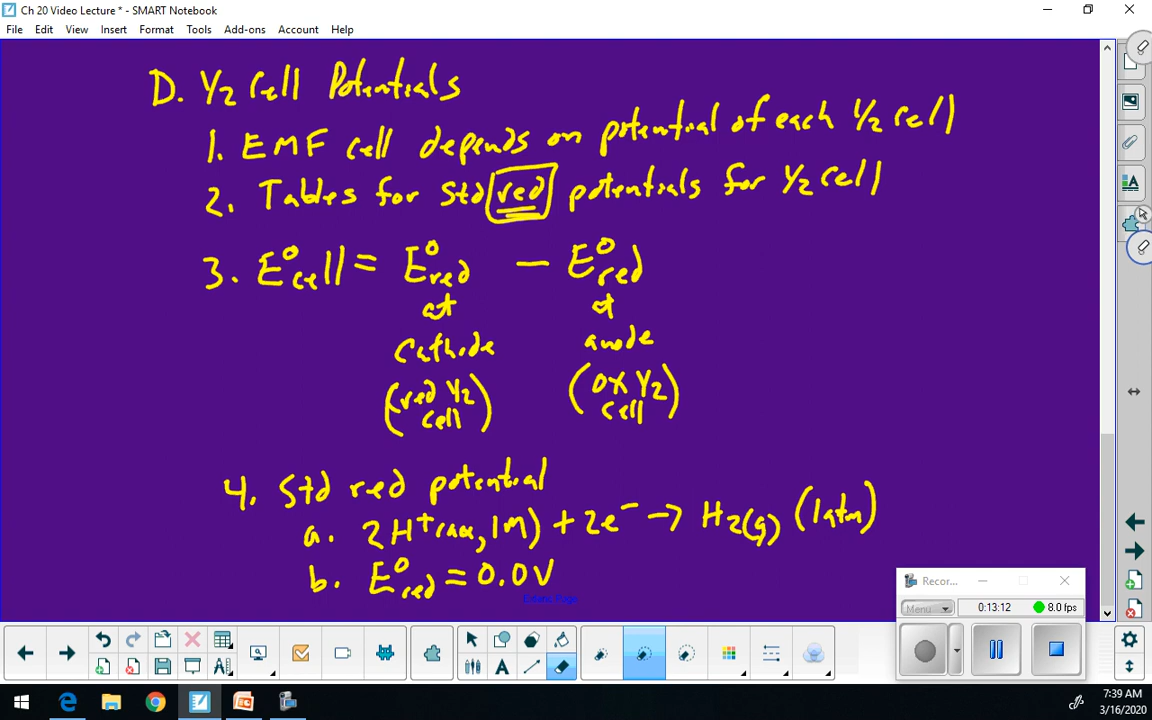 Ch 20 Video Lecture * - SMART Notebook
File Edit View Insert Format Tools Add-ons Account Help
D. 1/2 Cell Potentials
1. EMF cell depends on potential of each 1/2 cell
2. Tables for Std red potentials for 1/2 cell
3. E°cell = E°red - E°red
at at
Cathode anode
(red 1/2 cell) (ox 1/2 cell)
4. Std red potential
a. 2H+(aq, 1M) + 2e- → H2(g) (1atm)
b. E°red = 0.0V
Extend Page
Recor...
Menu 0:13:12 8.0 fps
7:39 AM
3/16/2020